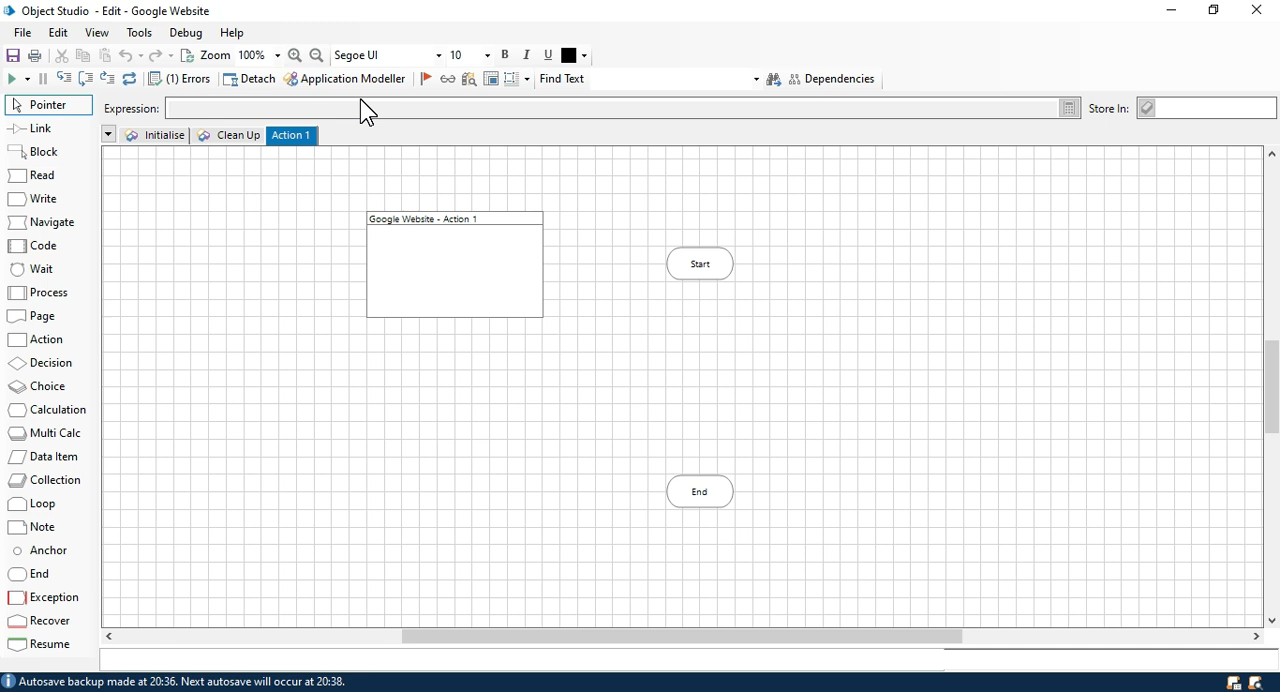 Object Studio - Edit - Google Website
File Edit View Tools Debug Help
Zoom 100% Segoe UI 10 B I U
(1) Errors Detach Application Modeller Find Text Dependencies
Pointer
Expression: Store In:
Link
Initialise Clean Up Action 1
Block
Read
Write
Google Website - Action 1
Navigate
Code
Start
Wait
Process
Page
Action
Decision
Choice
Calculation
Multi Calc
Data Item
Collection
End
Loop
Note
Anchor
End
Exception
Recover
Resume
Autosave backup made at 20:36. Next autosave will occur at 20:38.